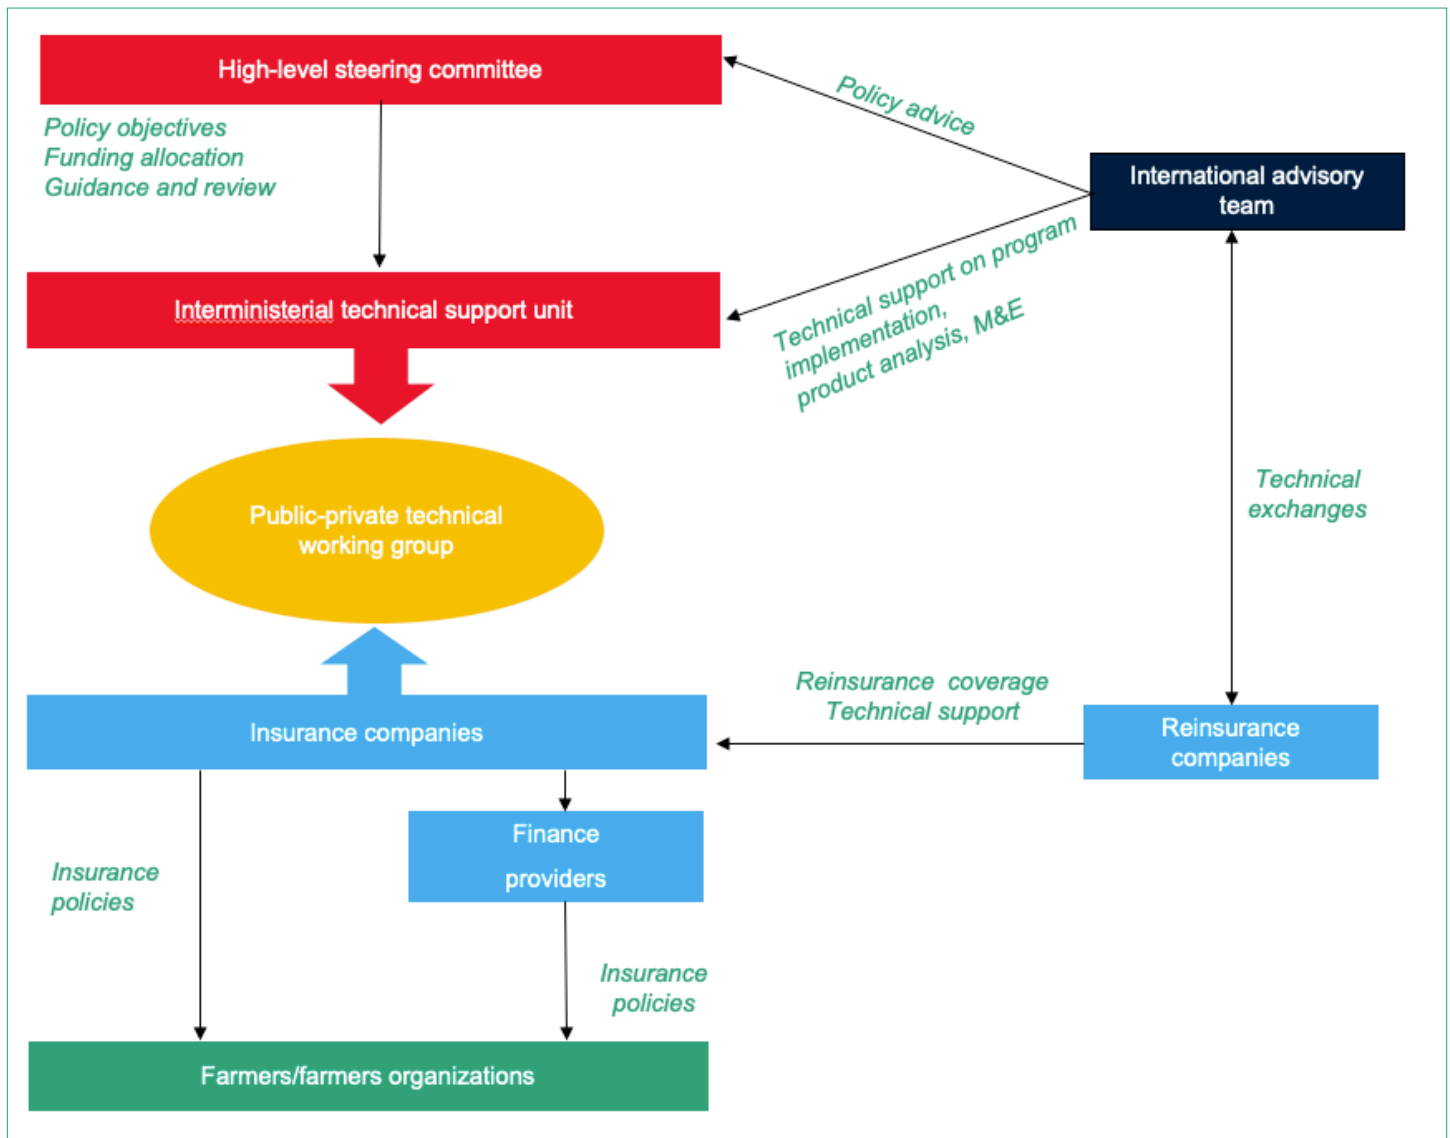 High-level steering committee
Policy objectives
Funding allocation
Guidance and review
Policy advice
International advisory
team
Interministerial technical support unit
Technical support on program
implementation,
product analysis, M&E
Public-private technical
working group
Technical
exchanges
Reinsurance coverage
Technical support
Insurance companies
Reinsurance
companies
Finance
providers
Insurance
policies
Insurance
policies
Farmers/farmers organizations